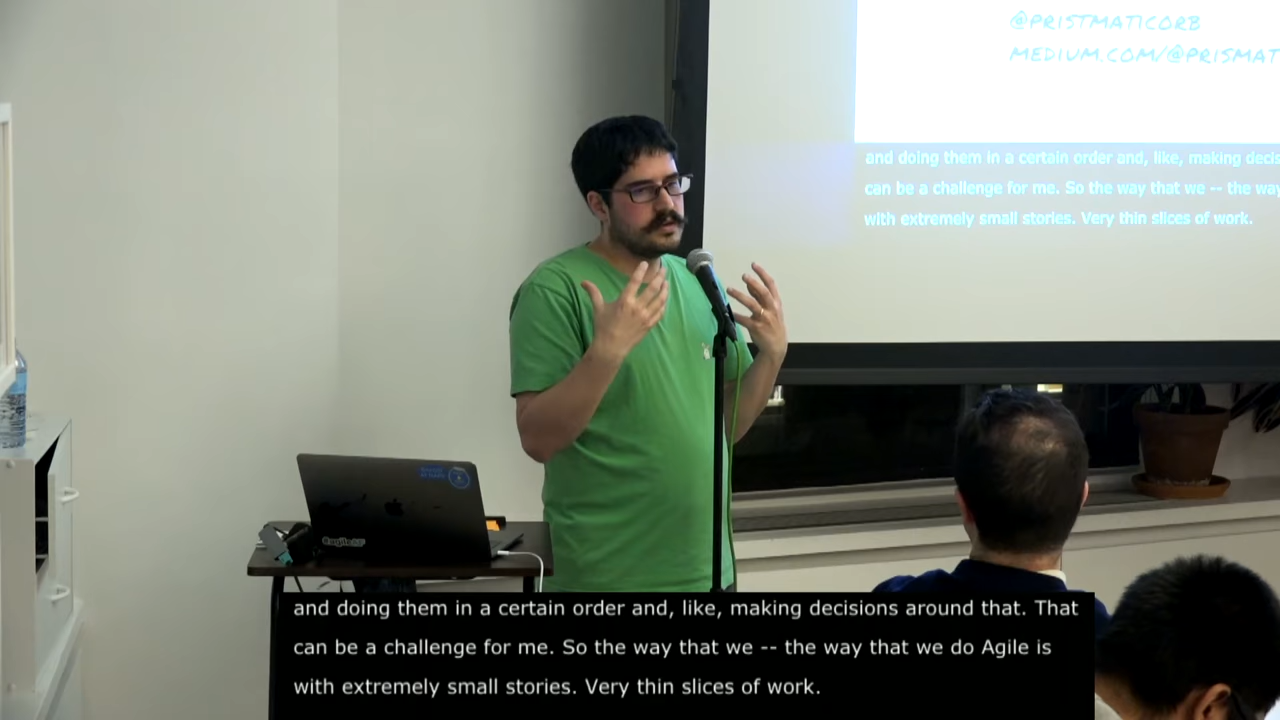 @PRISTMATICORB
MEDIUM.COM/@PRISMAT
and doing them in a certain order and, like, making decis
can be a challenge for me. So the way that we -- the way
with extremely small stories. Very thin slices of work.
and doing them in a certain order and, like, making decisions around that. That
can be a challenge for me. So the way that we -- the way that we do Agile is
with extremely small stories. Very thin slices of work.